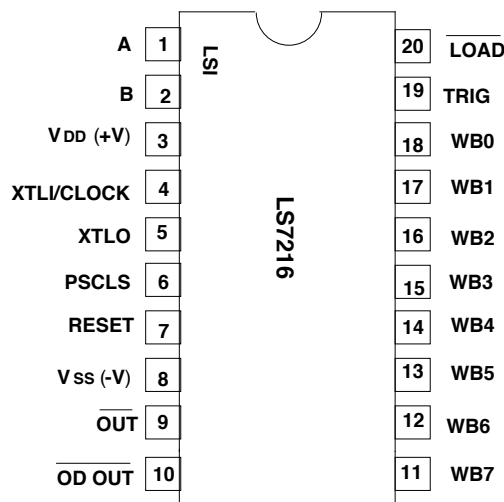 A 1
B 2
VDD (+V) 3
XTLI/CLOCK 4
XTLO 5
PSCLS 6
RESET 7
VSS (-V) 8
OUT 9
OD OUT 10
LSI
LS7216
20 LOAD
19 TRIG
18 WB0
17 WB1
16 WB2
15 WB3
14 WB4
13 WB5
12 WB6
11 WB7